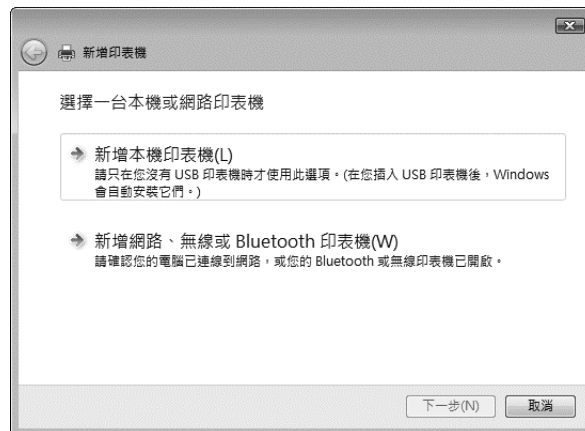 新增印表機
選擇一台本機或網路印表機
新增本機印表機(L)
請只在您沒有 USB 印表機時才使用此選項。(在您插入 USB 印表機後，Windows
會自動安裝它們。)
新增網路、無線或 Bluetooth 印表機(W)
請確認您的電腦已連線到網路，或您的 Bluetooth 或無線印表機已開啟。
下一步(N)
取消